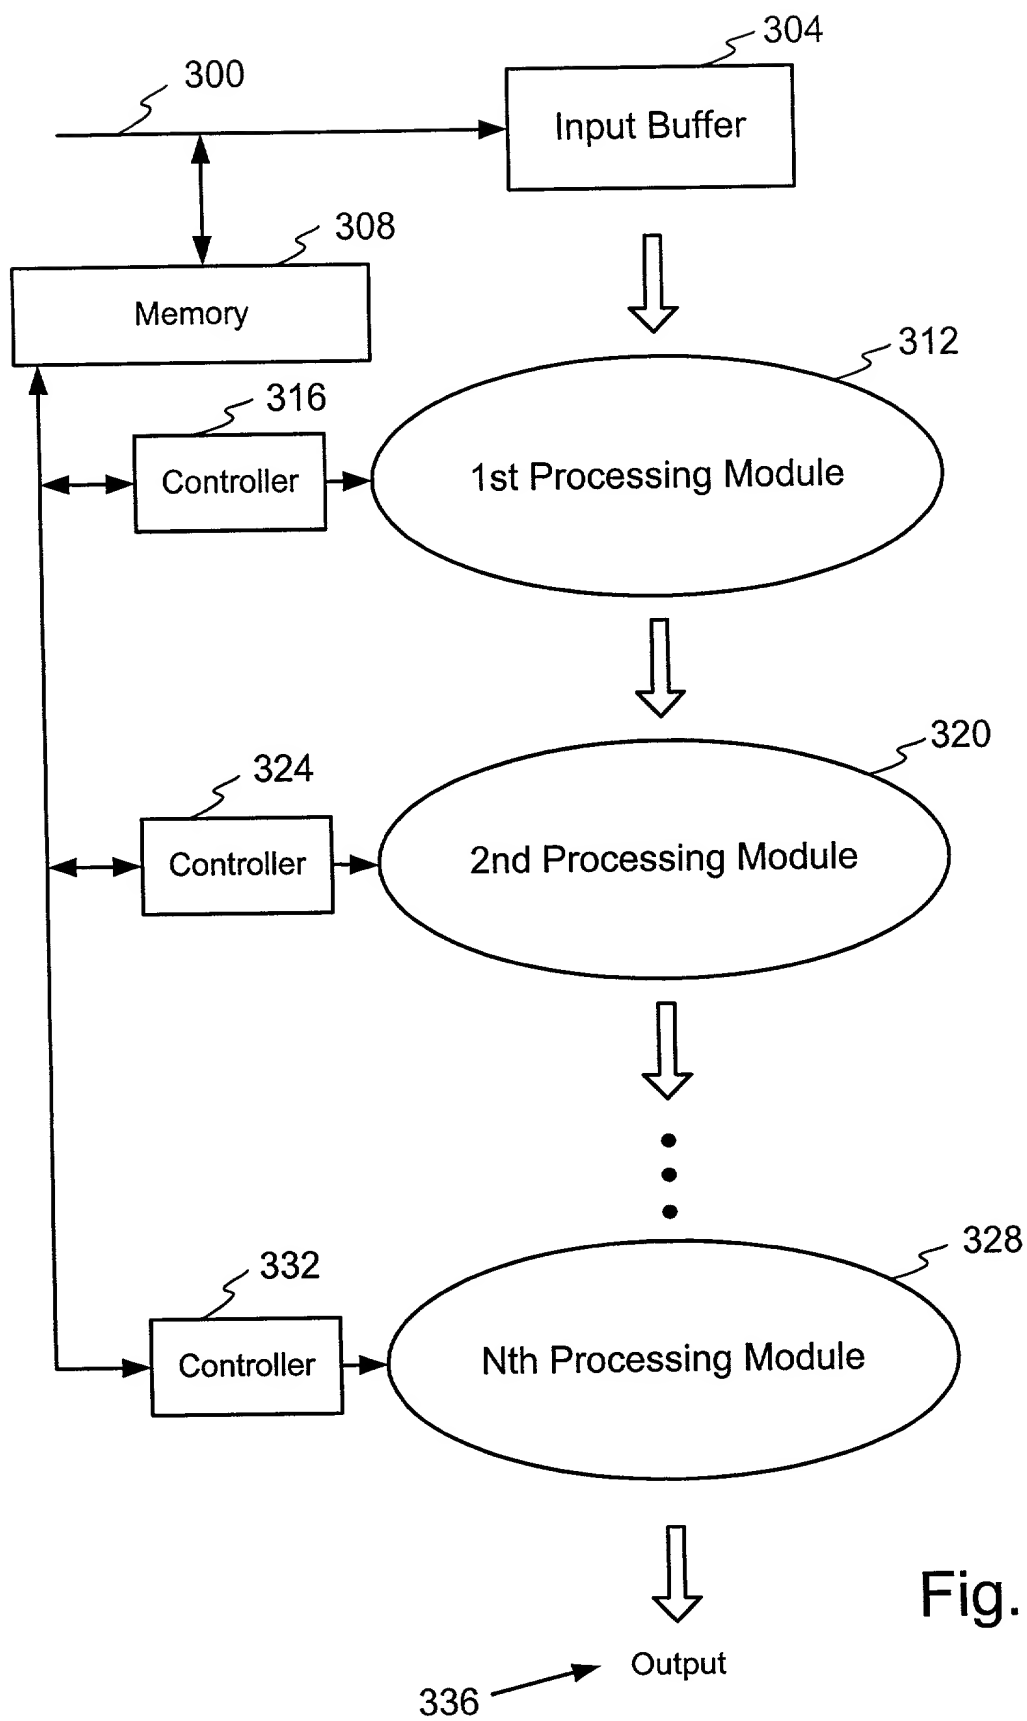 304
300
Input Buffer
308
Memory
312
316
1st Processing Module
Controller
320
324
2nd Processing Module
Controller
328
332
Nth Processing Module
Controller
Fig.
Output
336